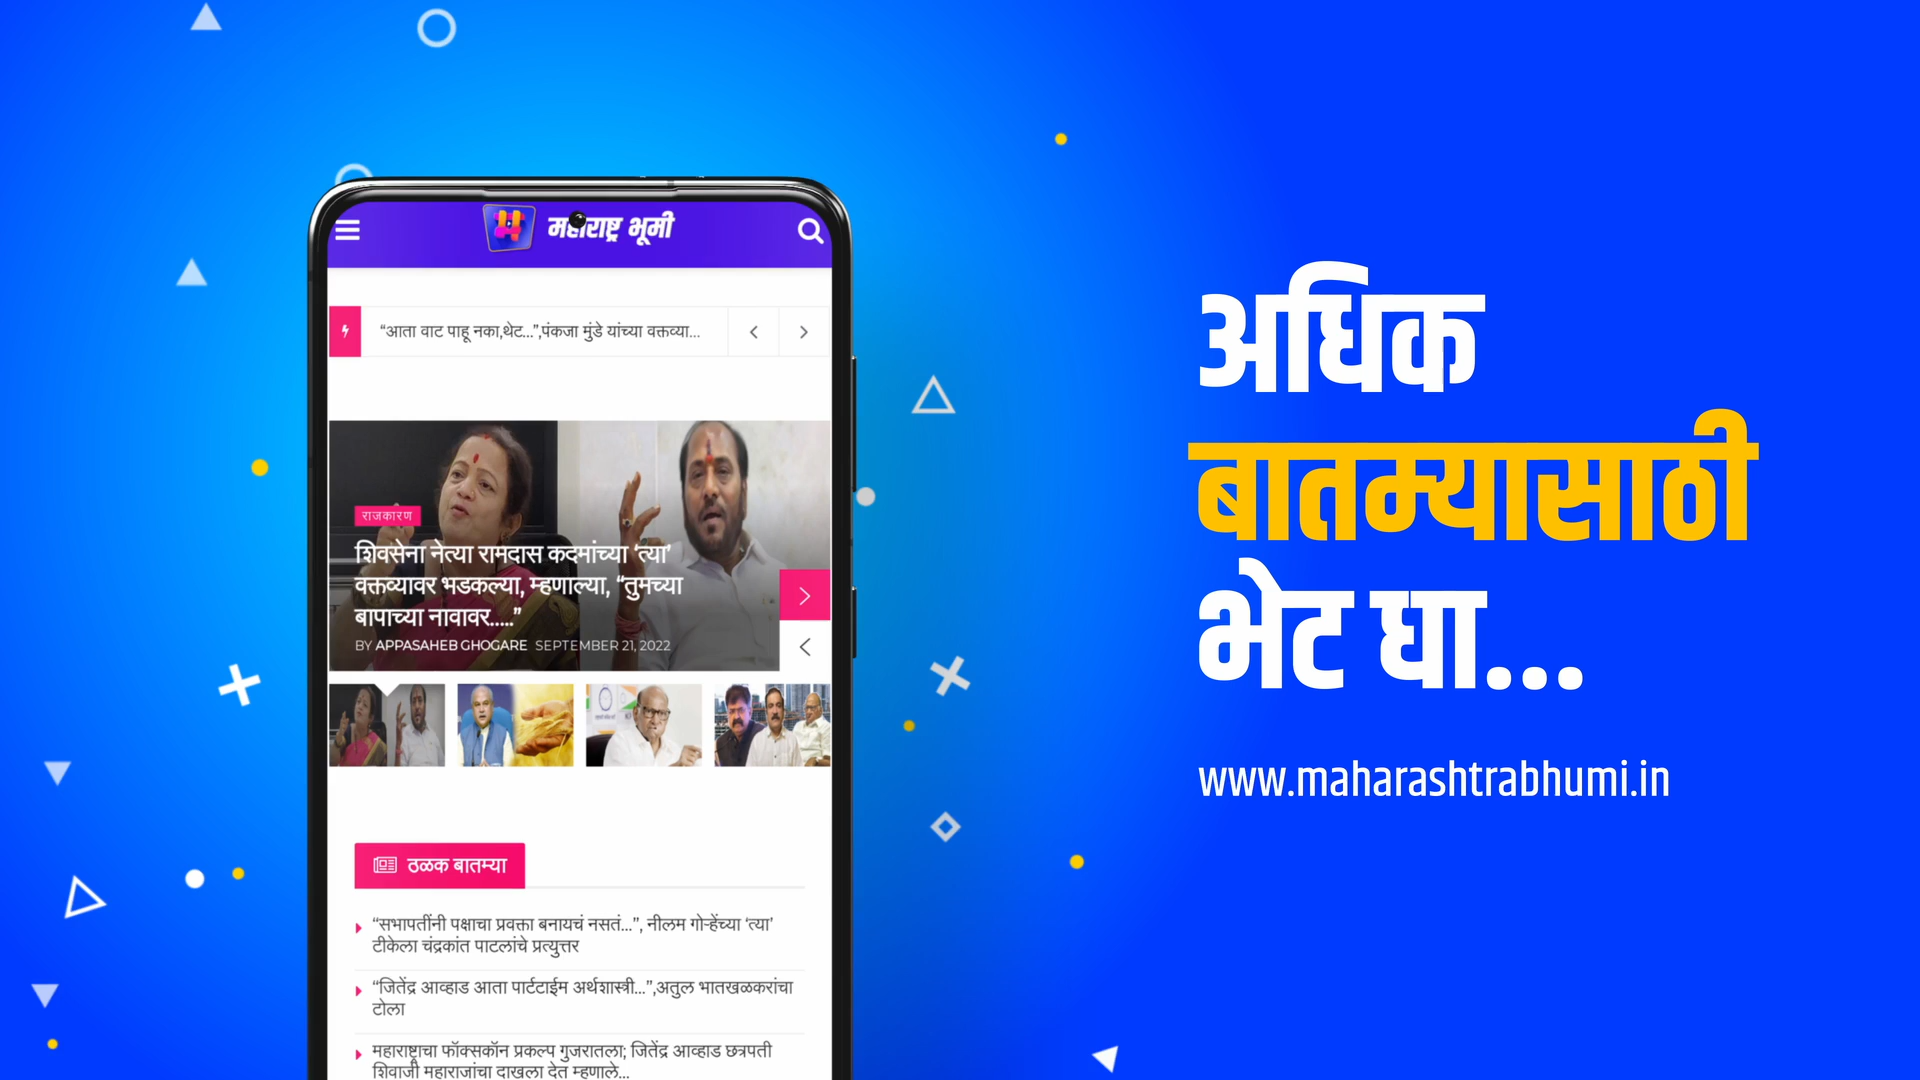 महाराष्ट्र भूमी
“आता वाट पाहू नका,थेट...”,पंकजा मुंडे यांच्या वक्तव्या...
राजकारण
शिवसेना नेत्या रामदास कदमांच्या ‘त्या’
वक्तव्यावर भडकल्या, म्हणाल्या, “तुमच्या
बापाच्या नावावर.....”
BY APPASAHEB GHOGARE SEPTEMBER 21, 2022
ठळक बातम्या
“सभापतींनी पक्षाचा प्रवक्ता बनायचं नसतं...”, नीलम गोऱ्हेंच्या ‘त्या’
टीकेला चंद्रकांत पाटलांचे प्रत्युत्तर
“जितेंद्र आव्हाड आता पार्टटाईम अर्थशास्त्री...”,अतुल भातखळकरांचा
टोला
महाराष्ट्राचा फॉक्सकॉन प्रकल्प गुजरातला; जितेंद्र आव्हाड छत्रपती
शिवाजी महाराजांचा दाखला देत म्हणाले...
अधिक
बातम्यासाठी
भेट घा...
www.maharashtrabhumi.in